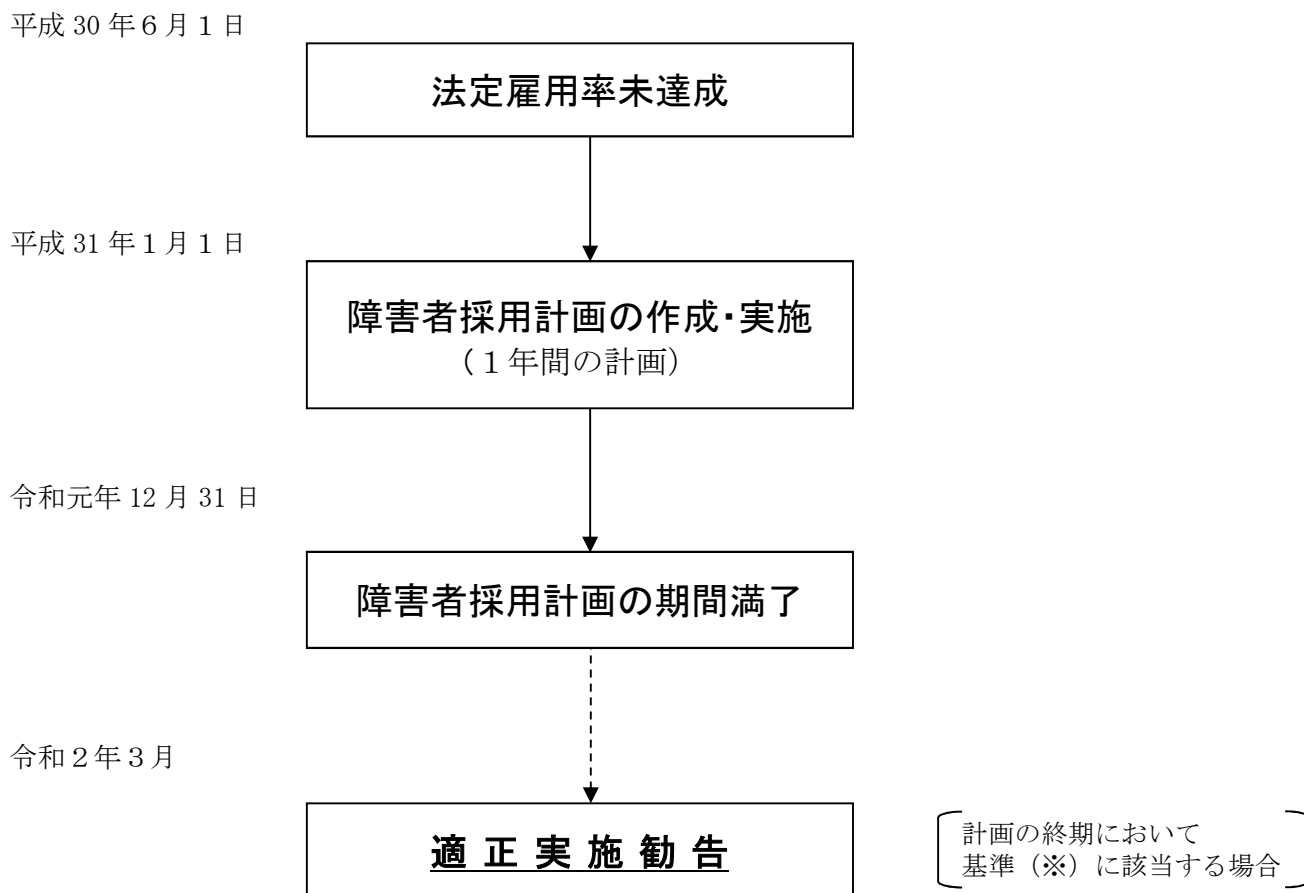 平成 30 年６月１日
法定雇用率未達成
平成 31 年１月１日
障害者採用計画の作成・実施
（１年間の計画）
令和元年 12 月 31 日
障害者採用計画の期間満了
令和２年３月
適 正 実 施 勧 告
計画の終期において
基準（※）に該当する場合